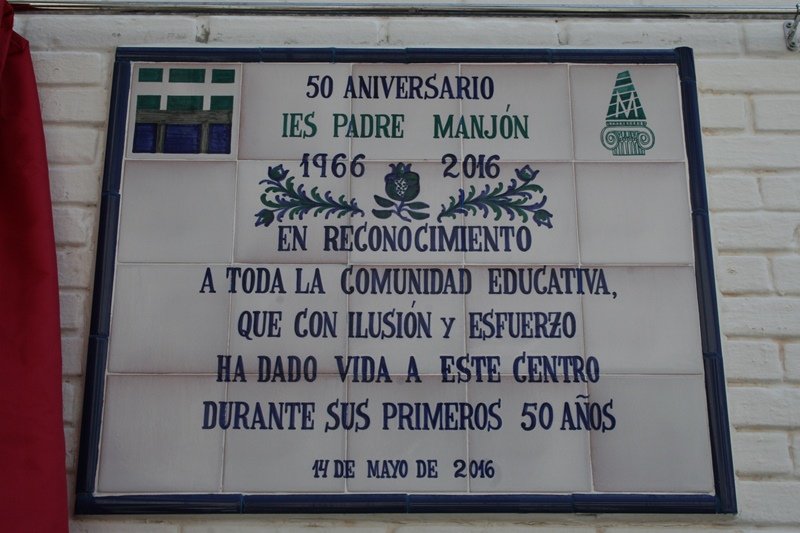 50 ANIVERSARIO
IES PADRE MANJÓN
1966 2016
EN RECONOCIMIENTO
A TODA LA COMUNIDAD EDUCATIVA,
QUE CON ILUSIÓN y ESFUERZO
HA DADO VIDA A ESTE CENTRO
DURANTE SUS PRIMEROS 50 AÑOS
14 DE MAYO DE 2016
M